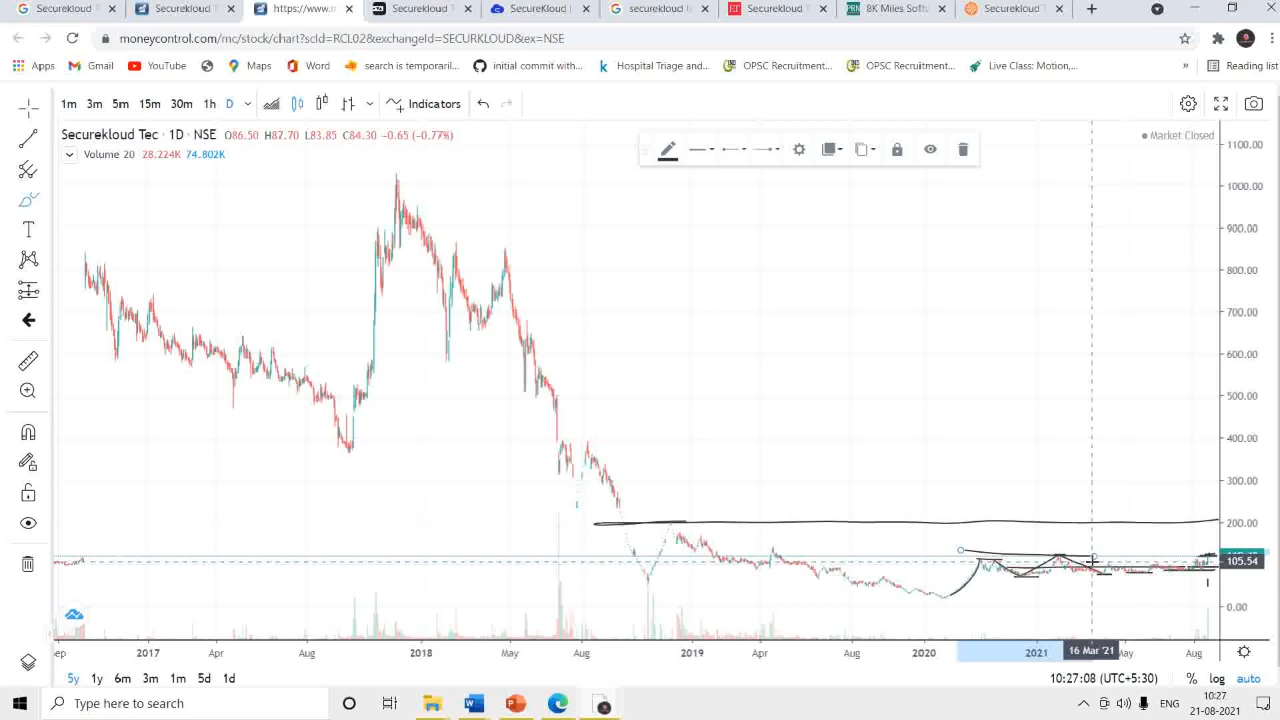 Securekloud Te
Securekloud T
https://www.m
Securekloud T
Securekloud L
securekloud te
Securekloud T
8K Miles Softw
Securekloud T
moneycontrol.com/mc/stock/chart?scId=RCL02&exchangeId=SECURKLOUD&ex=NSE
Apps Gmail YouTube Maps Word search is temporaril... initial commit-with... Hospital Triage and... OPSC Recruitment... OPSC Recruitment... Live Class: Motion,... » Reading list
1m 3m 5m 15m 30m 1h D Indicators
Securekloud Tec · 1D · NSE O86.50 H87.70 L83.85 C84.30 −0.65 (−0.77%) Market Closed
Volume 20 28.224K 74.802K
1100.00
1000.00
900.00
800.00
700.00
600.00
500.00
400.00
300.00
200.00
105.54
0.00
Sep 2017 Apr Aug 2018 May Aug 2019 Apr Aug 2020 2021 16 Mar '21 May Aug
5y 1y 6m 3m 1m 5d 1d 10:27:08 (UTC+5:30) % log auto
Type here to search ENG 10:27
21-08-2021